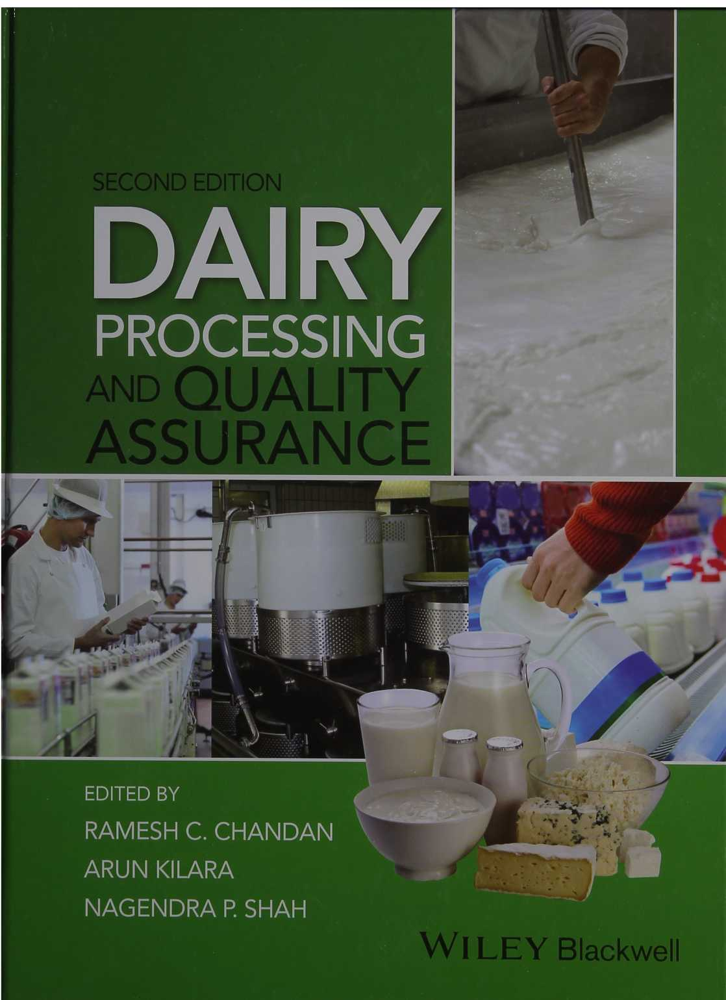 SECOND EDITION
DAIRY
PROCESSING
AND QUALITY
ASSURANCE
EDITED BY
RAMESH C. CHANDAN
ARUN KILARA
NAGENDRA P. SHAH
WILEY Blackwell